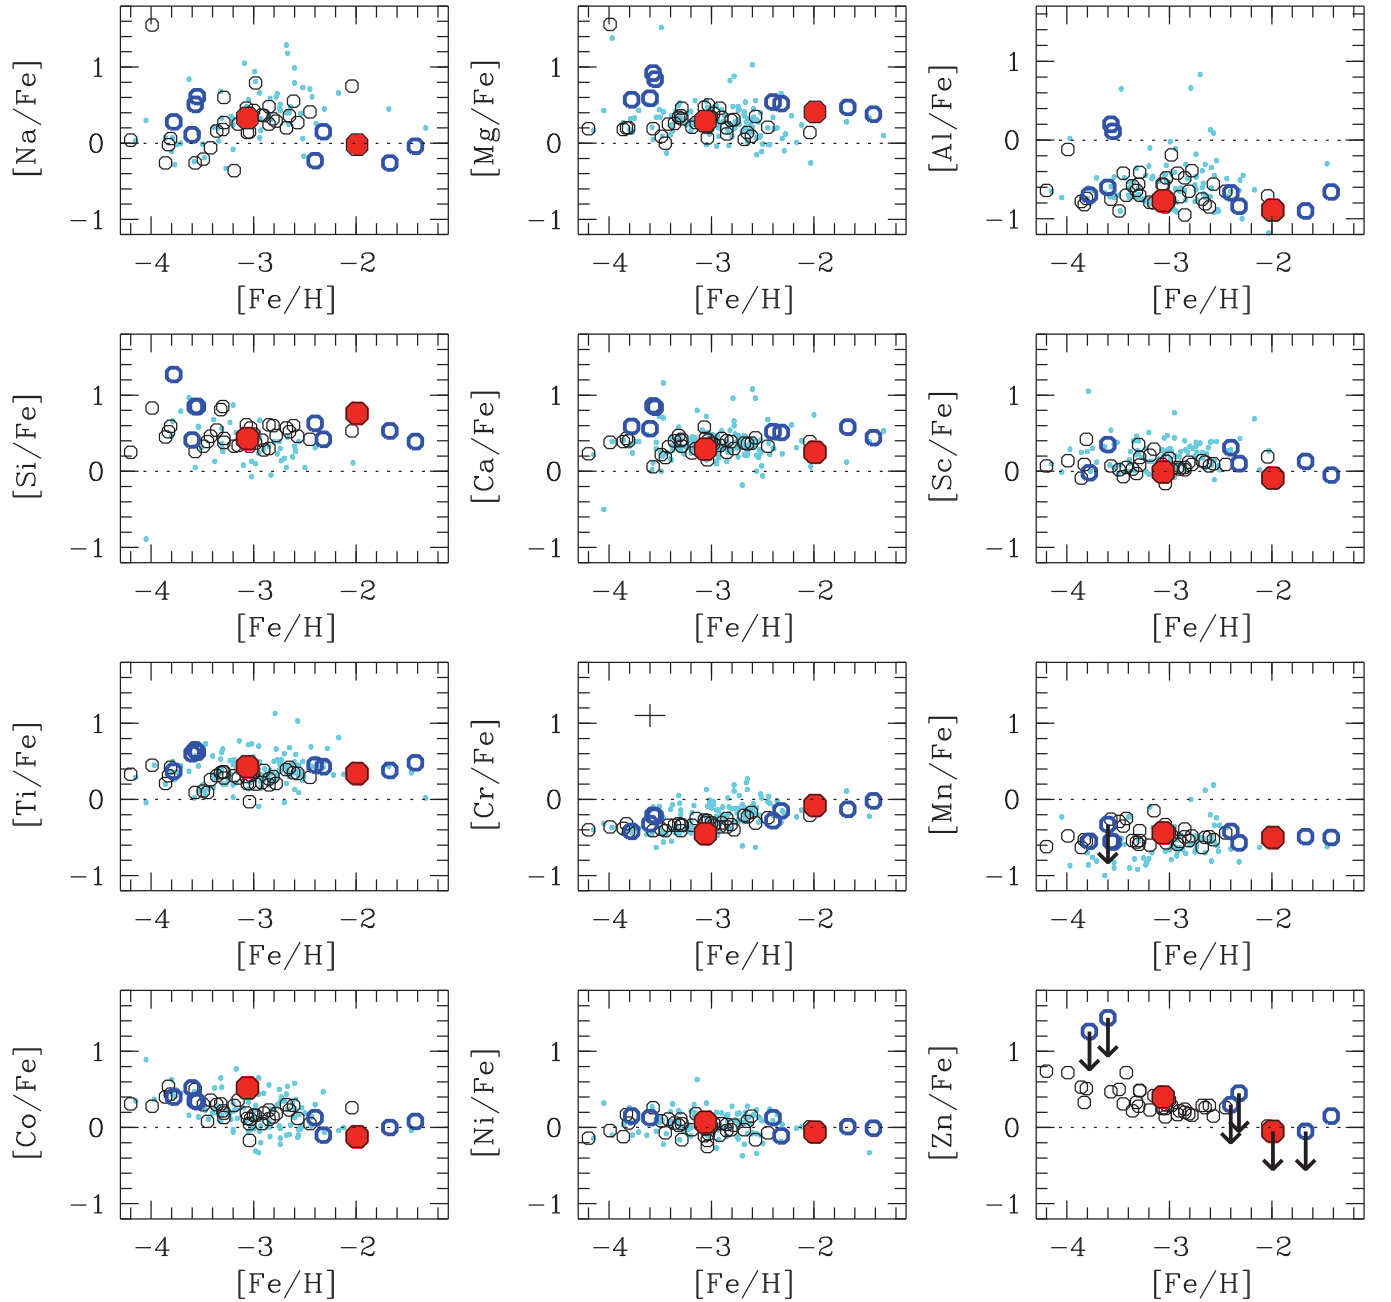 [Na/Fe] 1 0 −1 −4 −3 −2 [Fe/H]
[Mg/Fe] 1 0 −1 −4 −3 −2 [Fe/H]
[Al/Fe] 1 0 −1 −4 −3 −2 [Fe/H]
[Si/Fe] 1 0 −1 −4 −3 −2 [Fe/H]
[Ca/Fe] 1 0 −1 −4 −3 −2 [Fe/H]
[Sc/Fe] 1 0 −1 −4 −3 −2 [Fe/H]
[Ti/Fe] 1 0 −1 −4 −3 −2 [Fe/H]
[Cr/Fe] 1 0 −1 −4 −3 −2 [Fe/H]
[Mn/Fe] 1 0 −1 −4 −3 −2 [Fe/H]
[Co/Fe] 1 0 −1 −4 −3 −2 [Fe/H]
[Ni/Fe] 1 0 −1 −4 −3 −2 [Fe/H]
[Zn/Fe] 1 0 −1 −4 −3 −2 [Fe/H]